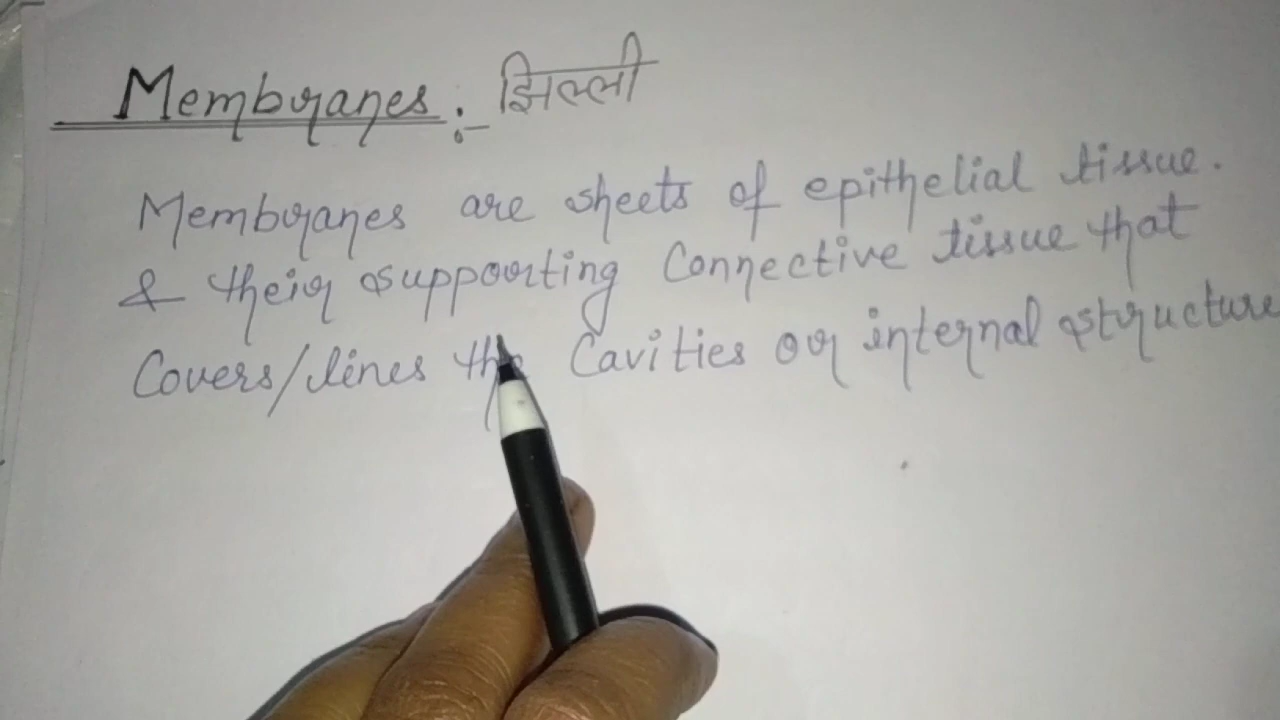 Membranes :- झिल्ली
Membranes are sheets of epithelial tissue.
& their supporting Connective tissue that
Covers/lines the Cavities or internal structure